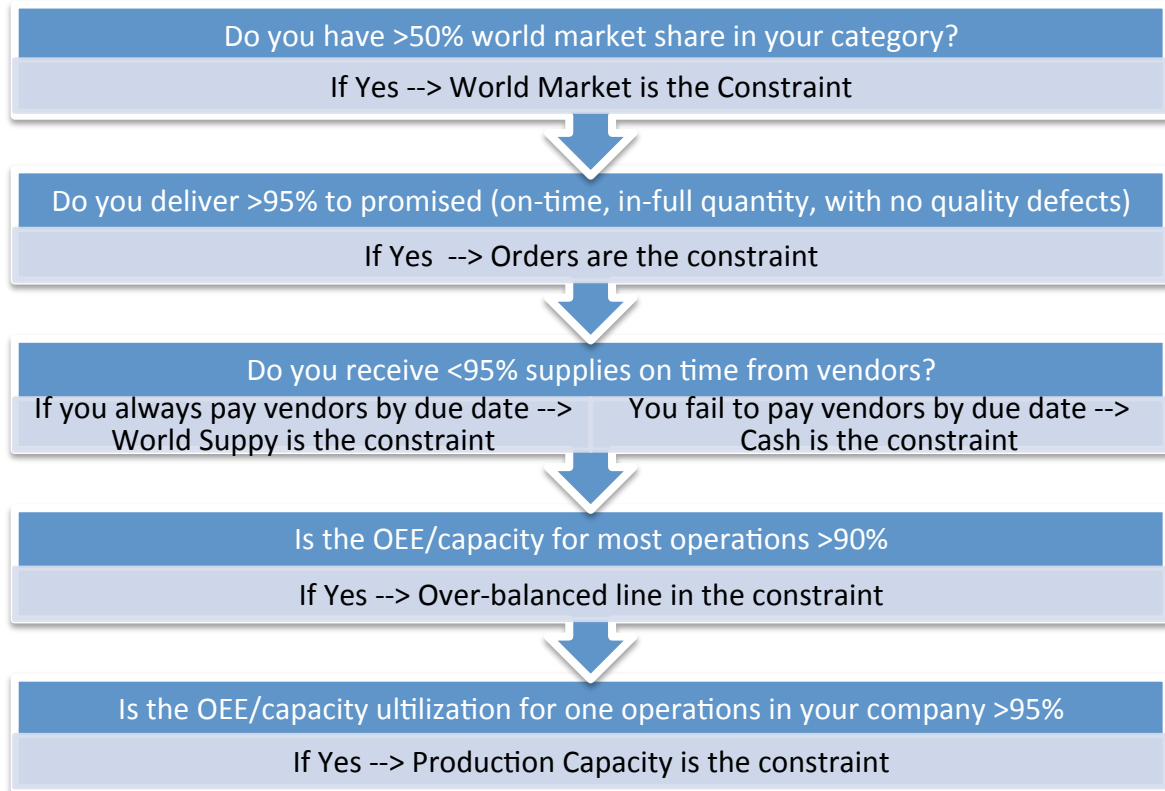 Do you have >50% world market share in your category?
If Yes --> World Market is the Constraint
Do you deliver >95% to promised (on-time, in-full quantity, with no quality defects)
If Yes --> Orders are the constraint
Do you receive <95% supplies on time from vendors?
If you always pay vendors by due date -->
World Suppy is the constraint
You fail to pay vendors by due date -->
Cash is the constraint
Is the OEE/capacity for most operations >90%
If Yes --> Over-balanced line in the constraint
Is the OEE/capacity ultilization for one operations in your company >95%
If Yes --> Production Capacity is the constraint